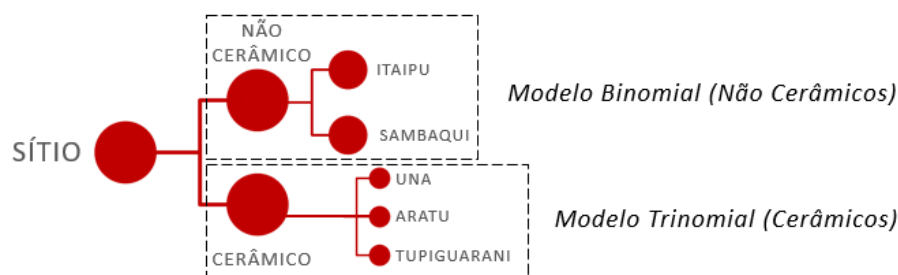 NÃO
CERÂMICO
ITAIPU
SAMBAQUI
Modelo Binomial (Não Cerâmicos)
SÍTIO
UNA
ARATU
TUPIGUARANI
CERÂMICO
Modelo Trinomial (Cerâmicos)